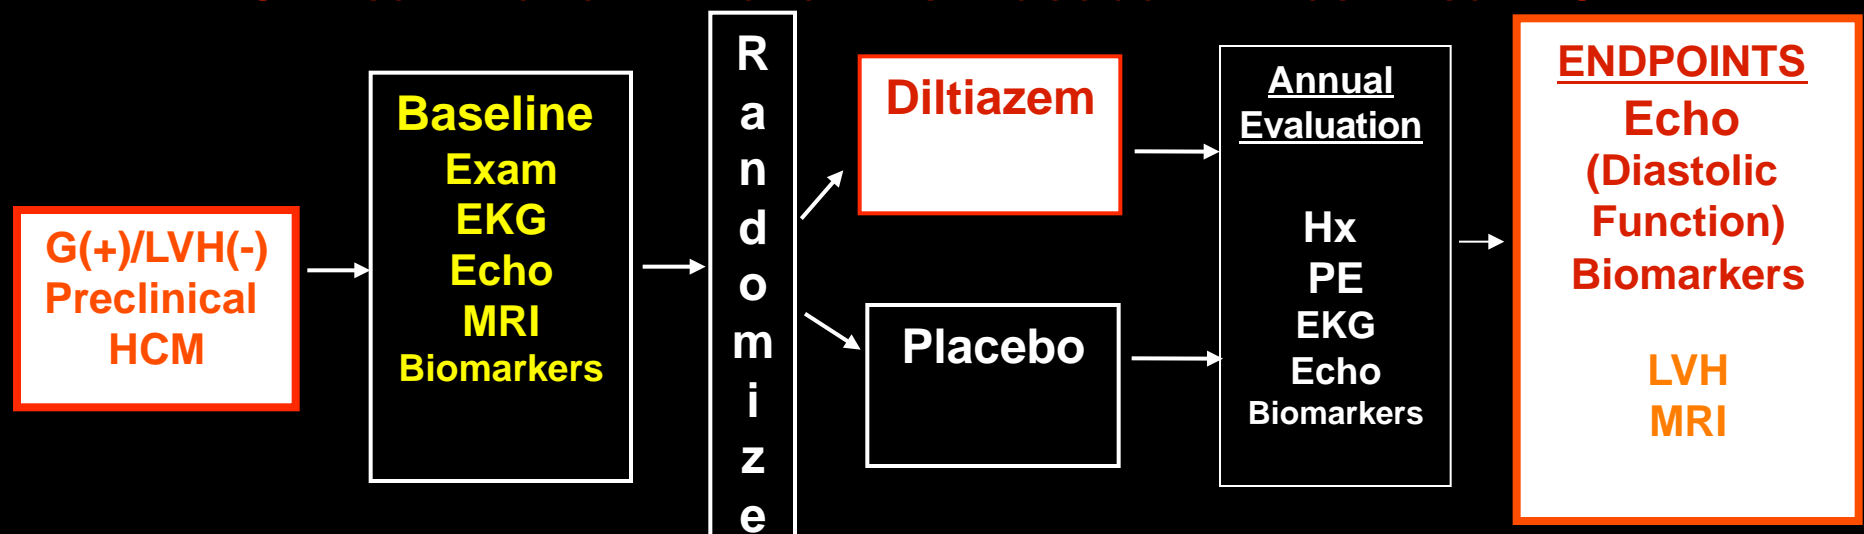 G(+)/LVH(-)
Preclinical
HCM
Baseline
Exam
EKG
Echo
MRI
Biomarkers
R
a
n
d
o
m
i
z
e
Diltiazem
Placebo
Annual
Evaluation
Hx
PE
EKG
Echo
Biomarkers
ENDPOINTS
Echo
(Diastolic
Function)
Biomarkers
LVH
MRI